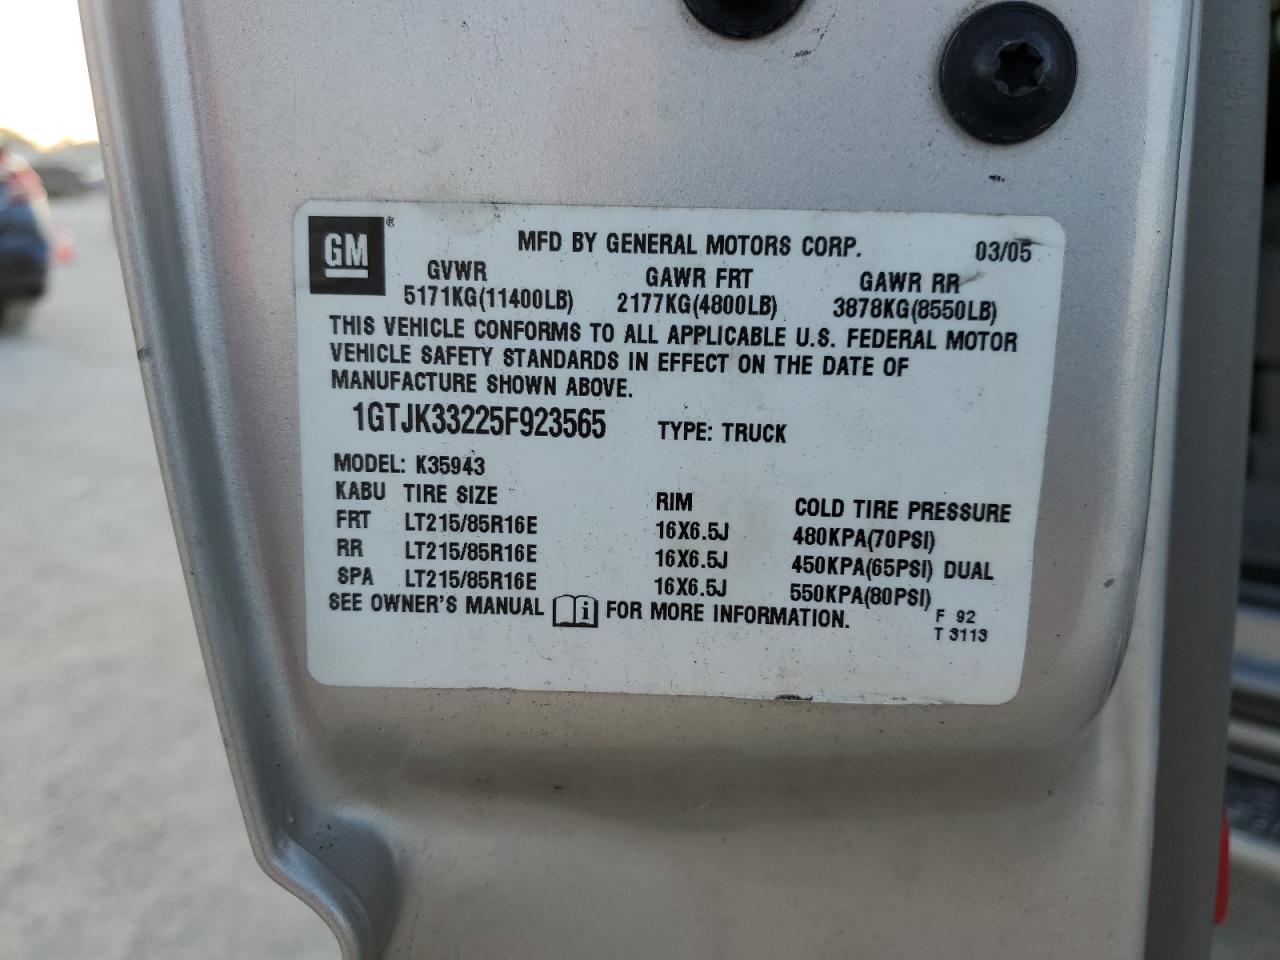 GM ® MFD BY GENERAL MOTORS CORP. 03/05
GVWR GAWR FRT GAWR RR
5171KG(11400LB) 2177KG(4800LB) 3878KG(8550LB)
THIS VEHICLE CONFORMS TO ALL APPLICABLE U.S. FEDERAL MOTOR
VEHICLE SAFETY STANDARDS IN EFFECT ON THE DATE OF
MANUFACTURE SHOWN ABOVE.
1GTJK33225F923565 TYPE: TRUCK
MODEL: K35943
KABU TIRE SIZE RIM COLD TIRE PRESSURE
FRT LT215/85R16E 16X6.5J 480KPA(70PSI)
RR LT215/85R16E 16X6.5J 450KPA(65PSI) DUAL
SPA LT215/85R16E 16X6.5J 550KPA(80PSI)
SEE OWNER'S MANUAL i FOR MORE INFORMATION.
F 92
T 3113